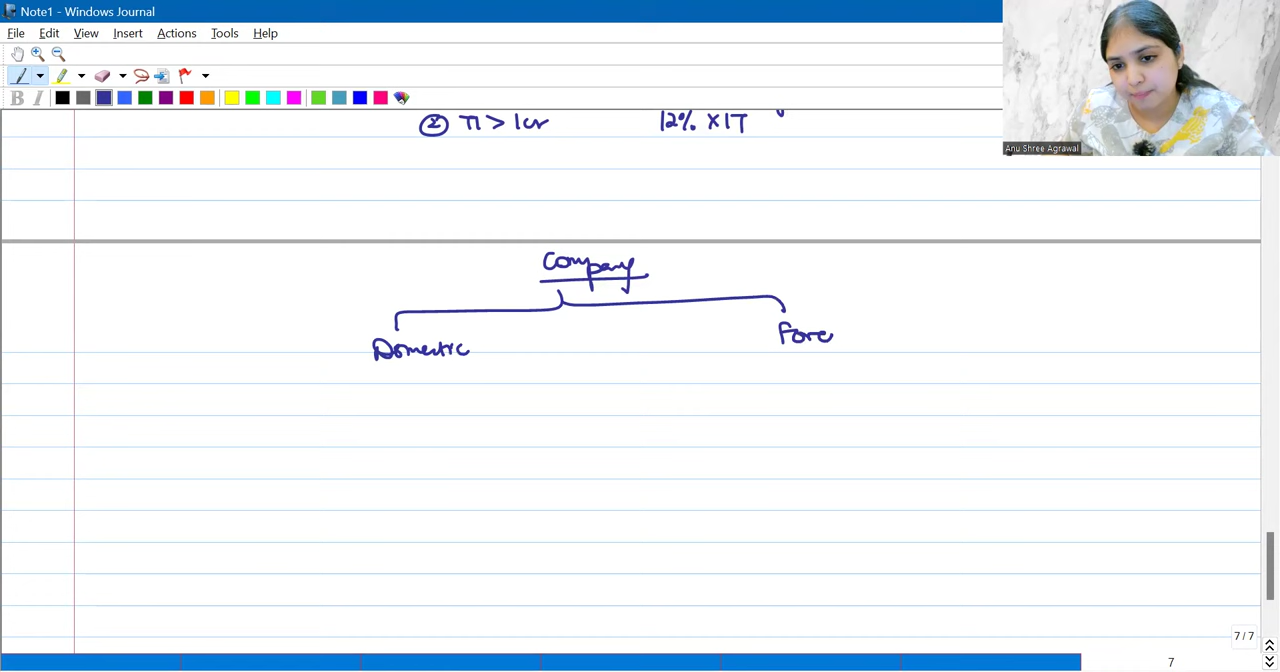 Note1 - Windows Journal
File Edit View Insert Actions Tools Help
B I
② TI > 1cr 12% X IT
Anu Shree Agrawal
Company
Domestic Fore
7 / 7
7